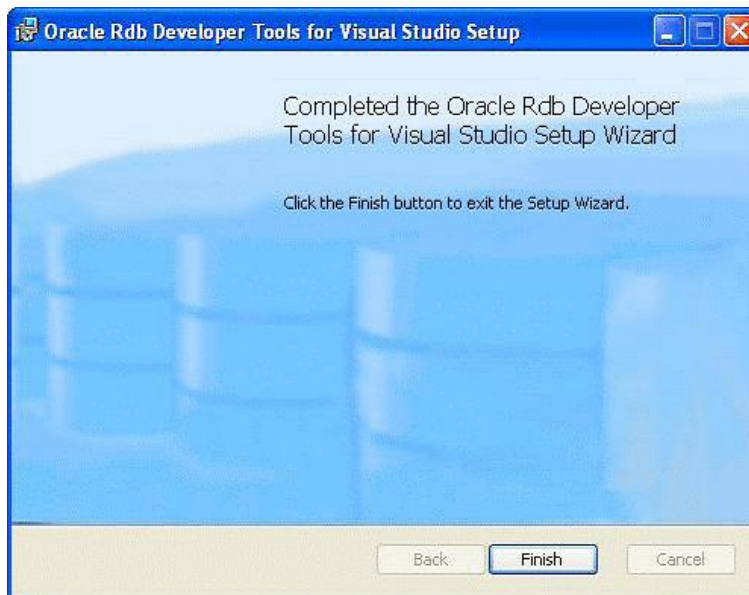 Oracle Rdb Developer Tools for Visual Studio Setup
Completed the Oracle Rdb Developer
Tools for Visual Studio Setup Wizard
Click the Finish button to exit the Setup Wizard.
Back Finish Cancel